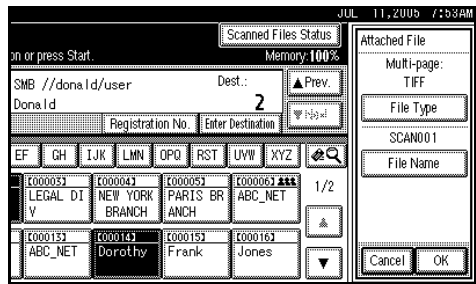 JUL 11,2005 7:53AM
Scanned Files Status
on or press Start.
Memory:100%
SMB //donald/user
Dest.:
▲Prev.
Donald
2
▼Next
Registration No.
Enter Destination
EF GH IJK LMN OPQ RST UVW XYZ
[00003]
LEGAL DI
V
[00004]
NEW YORK
BRANCH
[00005]
PARIS BR
ANCH
[00006]
ABC_NET
1/2
[00013]
ABC_NET
[00014]
Dorothy
[00015]
Frank
[00016]
Jones
▲
▼
Attached File
Multi-page:
TIFF
File Type
SCAN001
File Name
Cancel
OK